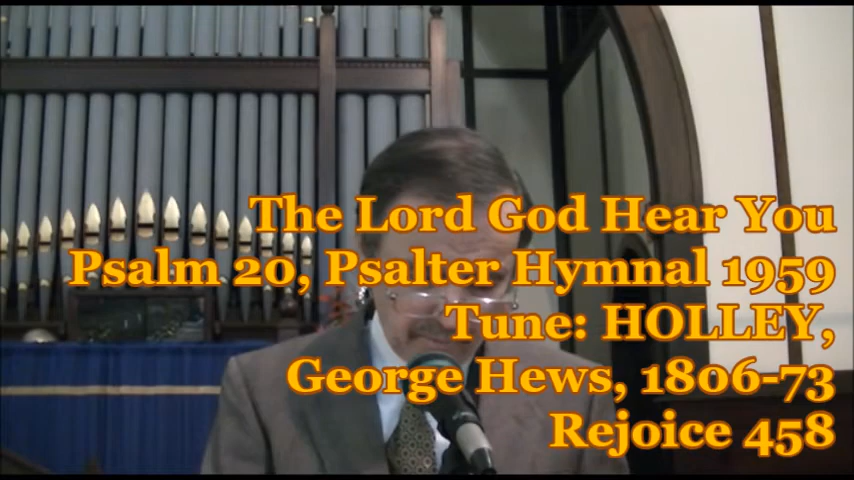 The Lord God Hear You
Psalm 20, Psalter Hymnal 1959
Tune: HOLLEY,
George Hews, 1806-73
Rejoice 458